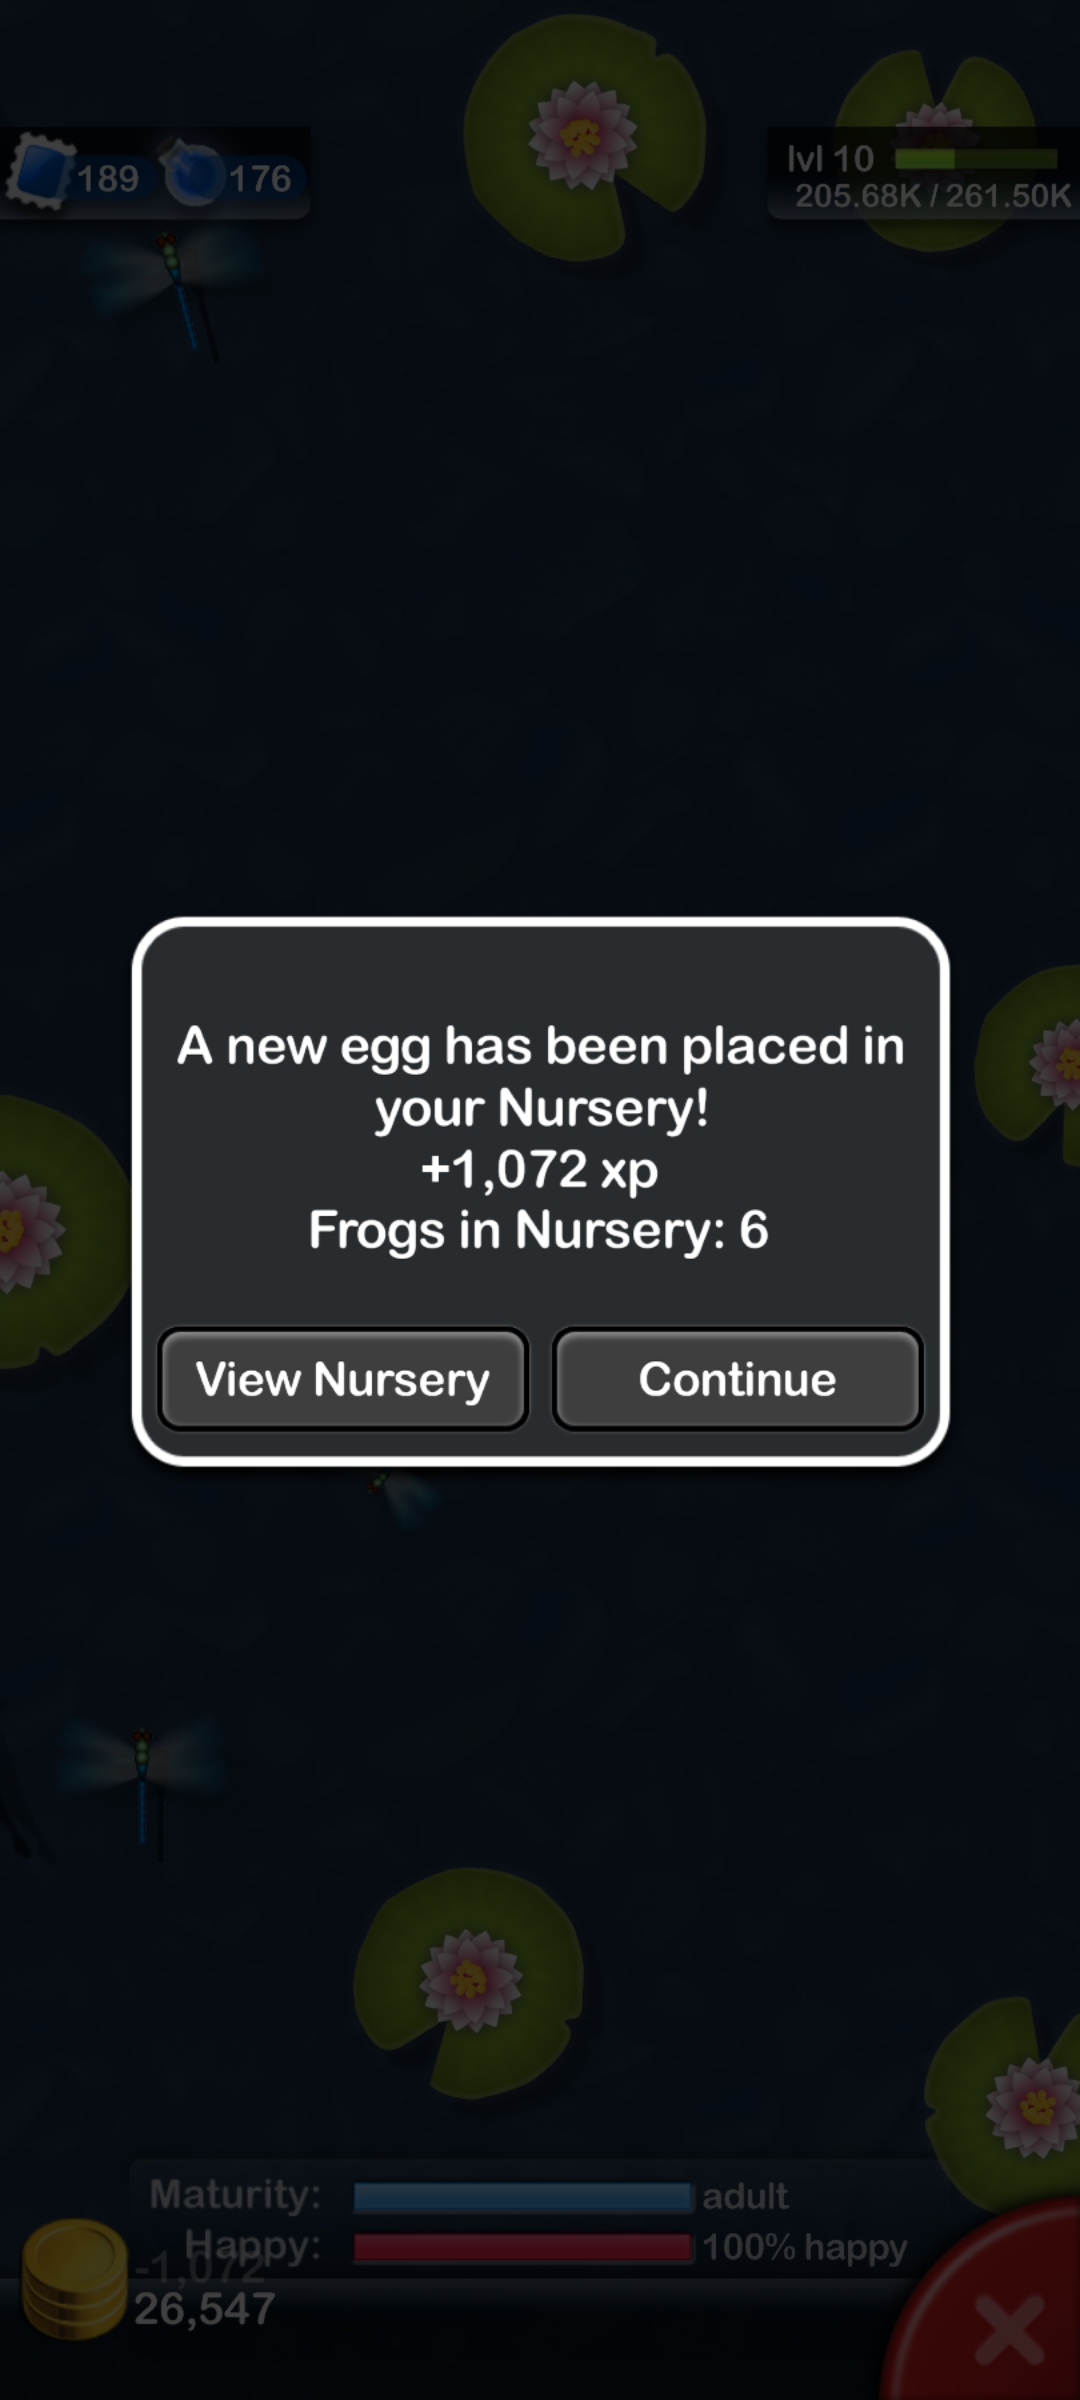 189 176
lvl 10
205.68K / 261.50K
A new egg has been placed in
your Nursery!
+1,072 xp
Frogs in Nursery: 6
View Nursery Continue
Maturity: adult
Happy: 100% happy
-1,072
26,547